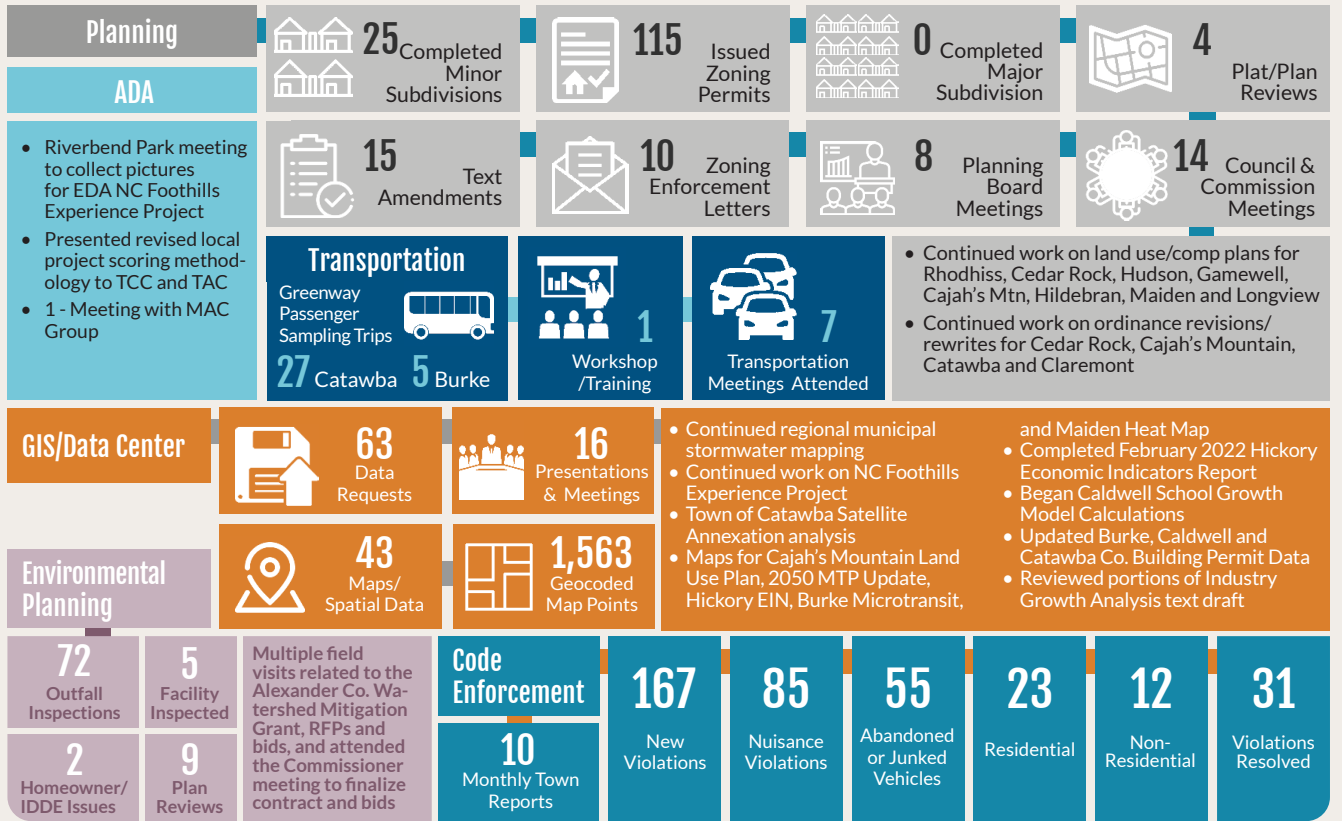 Planning
25 Completed
Minor
Subdivisions
115 Issued
Zoning
Permits
0 Completed
Major
Subdivision
4
Plat/Plan
Reviews
ADA
• Riverbend Park meeting
to collect pictures
for EDA NC Foothills
Experience Project
• Presented revised local
project scoring method-
ology to TCC and TAC
• 1 - Meeting with MAC
Group
15 Text
Amendments
10 Zoning
Enforcement
Letters
8 Planning
Board
Meetings
14 Council &
Commission
Meetings
Transportation
Greenway
Passenger
Sampling Trips
27 Catawba 5 Burke
1
Workshop
/Training
7
Transportation
Meetings Attended
• Continued work on land use/comp plans for
Rhodhiss, Cedar Rock, Hudson, Gamewell,
Cajah's Mtn, Hildebran, Maiden and Longview
• Continued work on ordinance revisions/
rewrites for Cedar Rock, Cajah's Mountain,
Catawba and Claremont
GIS/Data Center
63
Data
Requests
16
Presentations
& Meetings
43
Maps/
Spatial Data
1,563
Geocoded
Map Points
• Continued regional municipal
stormwater mapping
• Continued work on NC Foothills
Experience Project
• Town of Catawba Satellite
Annexation analysis
• Maps for Cajah's Mountain Land
Use Plan, 2050 MTP Update,
Hickory EIN, Burke Microtransit,
and Maiden Heat Map
• Completed February 2022 Hickory
Economic Indicators Report
• Began Caldwell School Growth
Model Calculations
• Updated Burke, Caldwell and
Catawba Co. Building Permit Data
• Reviewed portions of Industry
Growth Analysis text draft
Environmental
Planning
72
Outfall
Inspections
5
Facility
Inspected
2
Homeowner/
IDDE Issues
9
Plan
Reviews
Multiple field
visits related to the
Alexander Co. Wa-
tershed Mitigation
Grant, RFPs and
bids, and attended
the Commissioner
meeting to finalize
contract and bids
Code
Enforcement
10
Monthly Town
Reports
167
New
Violations
85
Nuisance
Violations
55
Abandoned
or Junked
Vehicles
23
Residential
12
Non-
Residential
31
Violations
Resolved